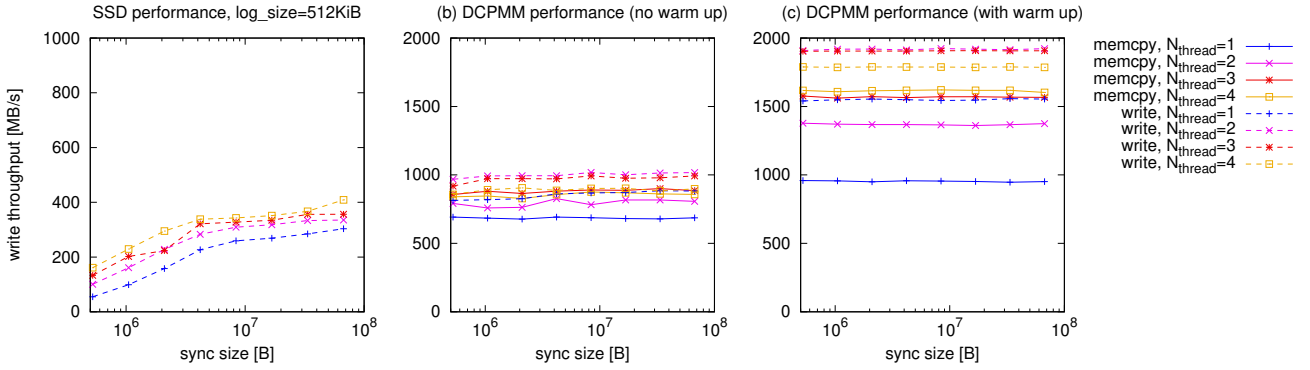 SSD performance, log_size=512KiB
write throughput [MB/s]
1000
800
600
400
200
0
10^6
10^7
10^8
sync size [B]
(b) DCPMM performance (no warm up)
2000
1500
1000
500
0
10^6
10^7
10^8
sync size [B]
(c) DCPMM performance (with warm up)
2000
1500
1000
500
0
10^6
10^7
10^8
sync size [B]
memcpy, N_thread=1
memcpy, N_thread=2
memcpy, N_thread=3
memcpy, N_thread=4
write, N_thread=1
write, N_thread=2
write, N_thread=3
write, N_thread=4